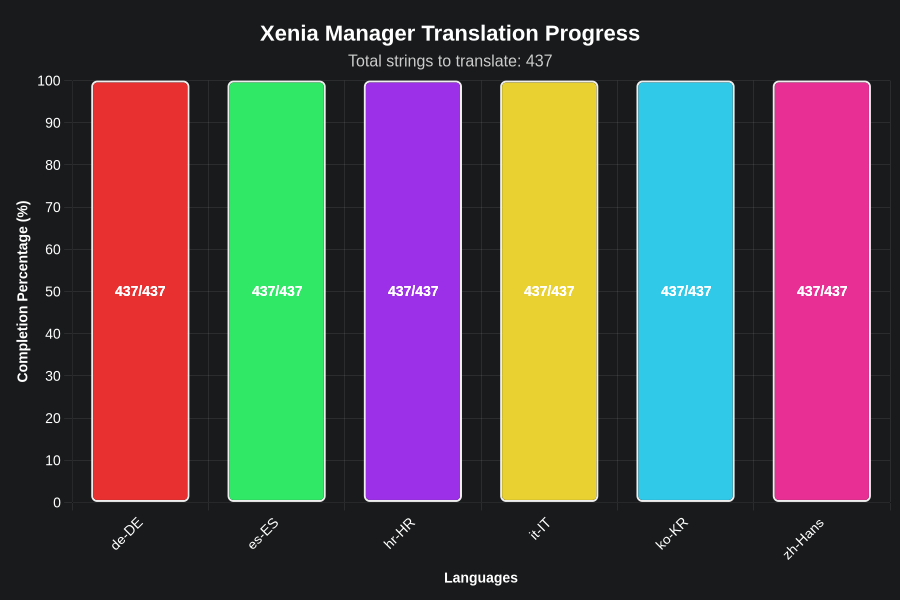 Xenia Manager Translation Progress
Total strings to translate: 437
Completion Percentage (%)
100
90
80
70
60
50
40
30
20
10
0
437/437
437/437
437/437
437/437
437/437
437/437
de-DE
es-ES
hr-HR
it-IT
ko-KR
zh-Hans
Languages